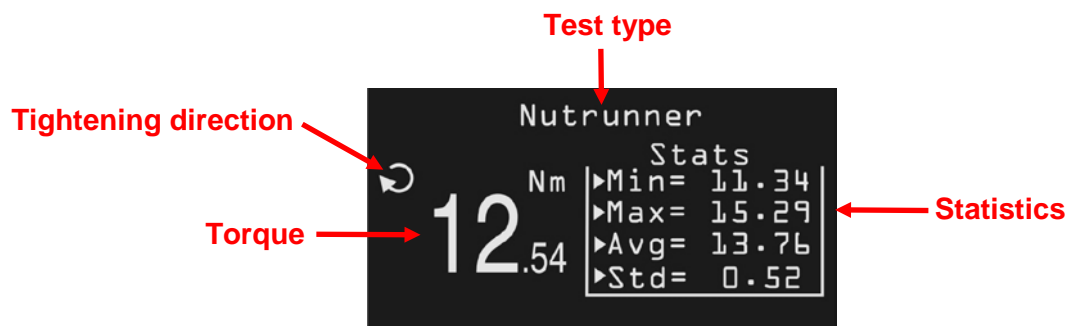 Test type
Tightening direction
Nutrunner
Stats
Nm
▶Min= 11.34
▶Max= 15.29
▶Avg= 13.76
▶Std= 0.52
Torque
12.54
Statistics